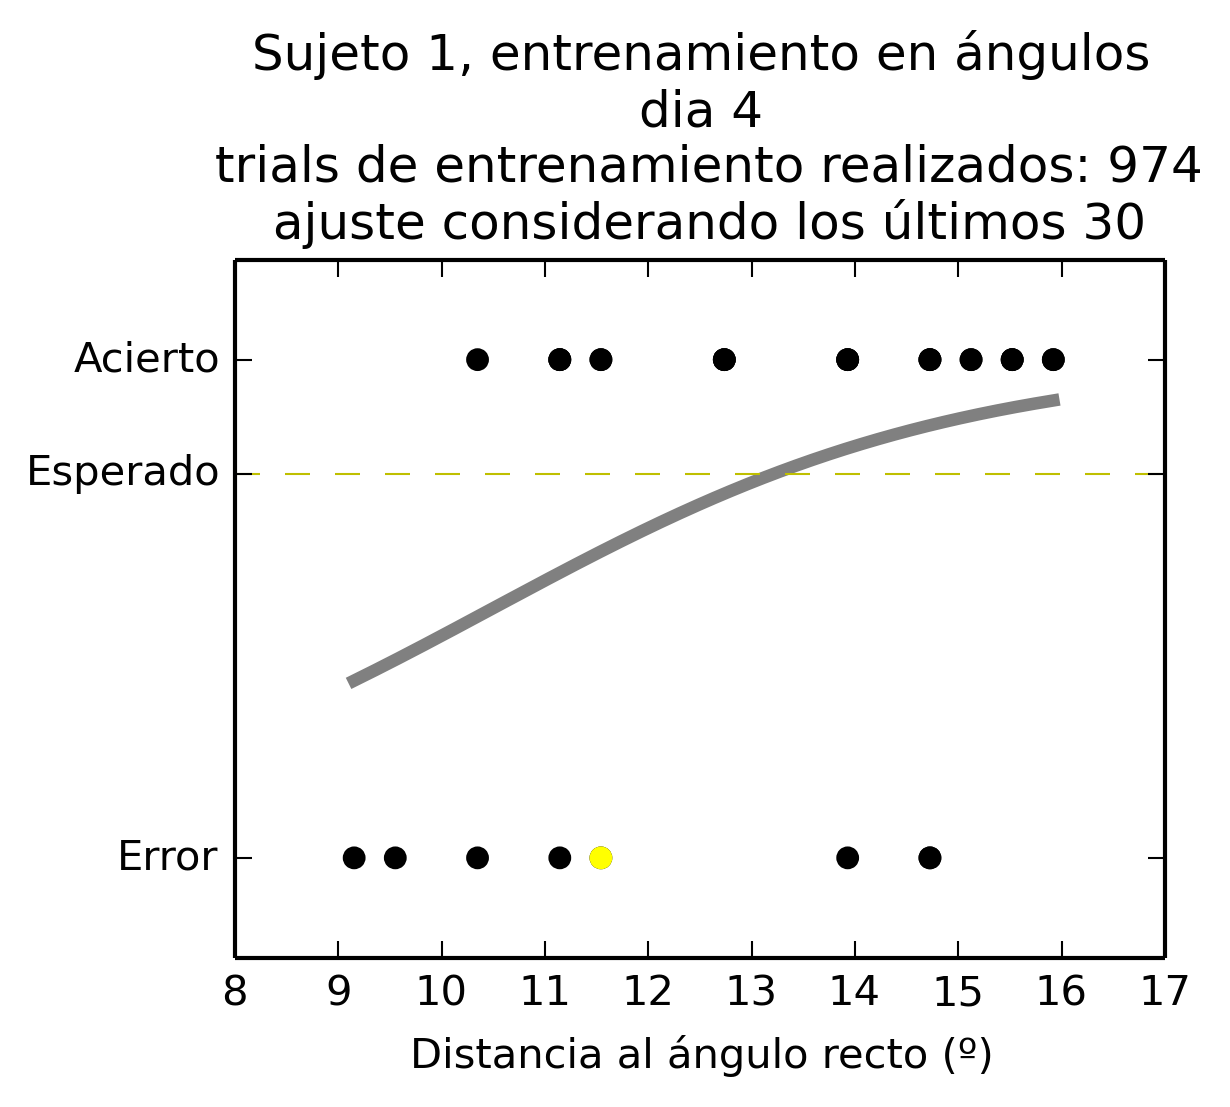 Sujeto 1, entrenamiento en ángulos
dia 4
trials de entrenamiento realizados: 974
ajuste considerando los últimos 30
Acierto
Esperado
Error
8 9 10 11 12 13 14 15 16 17
Distancia al ángulo recto (º)